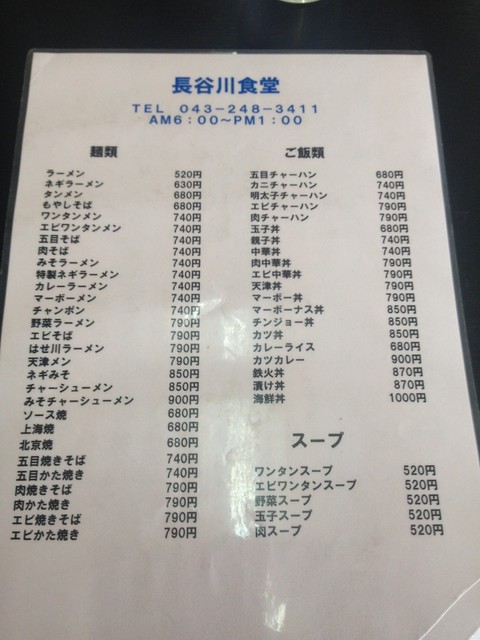 長谷川食堂
TEL 043-248-3411
AM6:00~PM1:00
麺類
ラーメン 520円
ネギラーメン 630円
タンメン 680円
もやしそば 680円
ワンタンメン 740円
エビワンタンメン 740円
五目そば 740円
肉そば 740円
みそラーメン 740円
特製ネギラーメン 740円
カレーラーメン 740円
マーボーメン 740円
チャンポン 740円
野菜ラーメン 790円
エビそば 790円
はせ川ラーメン 790円
天津メン 790円
ネギみそ 850円
チャーシューメン 850円
みそチャーシューメン 900円
ソース焼 680円
上海焼 680円
北京焼 680円
五目焼きそば 740円
五目かた焼き 740円
肉焼きそば 790円
肉かた焼き 790円
エビ焼きそば 790円
エビかた焼き 790円
ご飯類
五目チャーハン 680円
カニチャーハン 740円
明太子チャーハン 740円
エビチャーハン 790円
肉チャーハン 790円
玉子丼 680円
親子丼 740円
中華丼 740円
肉中華丼 790円
エビ中華丼 790円
天津丼 790円
マーボー丼 790円
マーボーナス丼 850円
チンジョー丼 850円
カツ丼 850円
カレーライス 680円
カツカレー 900円
鉄火丼 870円
漬け丼 870円
海鮮丼 1000円
スープ
ワンタンスープ 520円
エビワンタンスープ 520円
野菜スープ 520円
玉子スープ 520円
肉スープ 520円